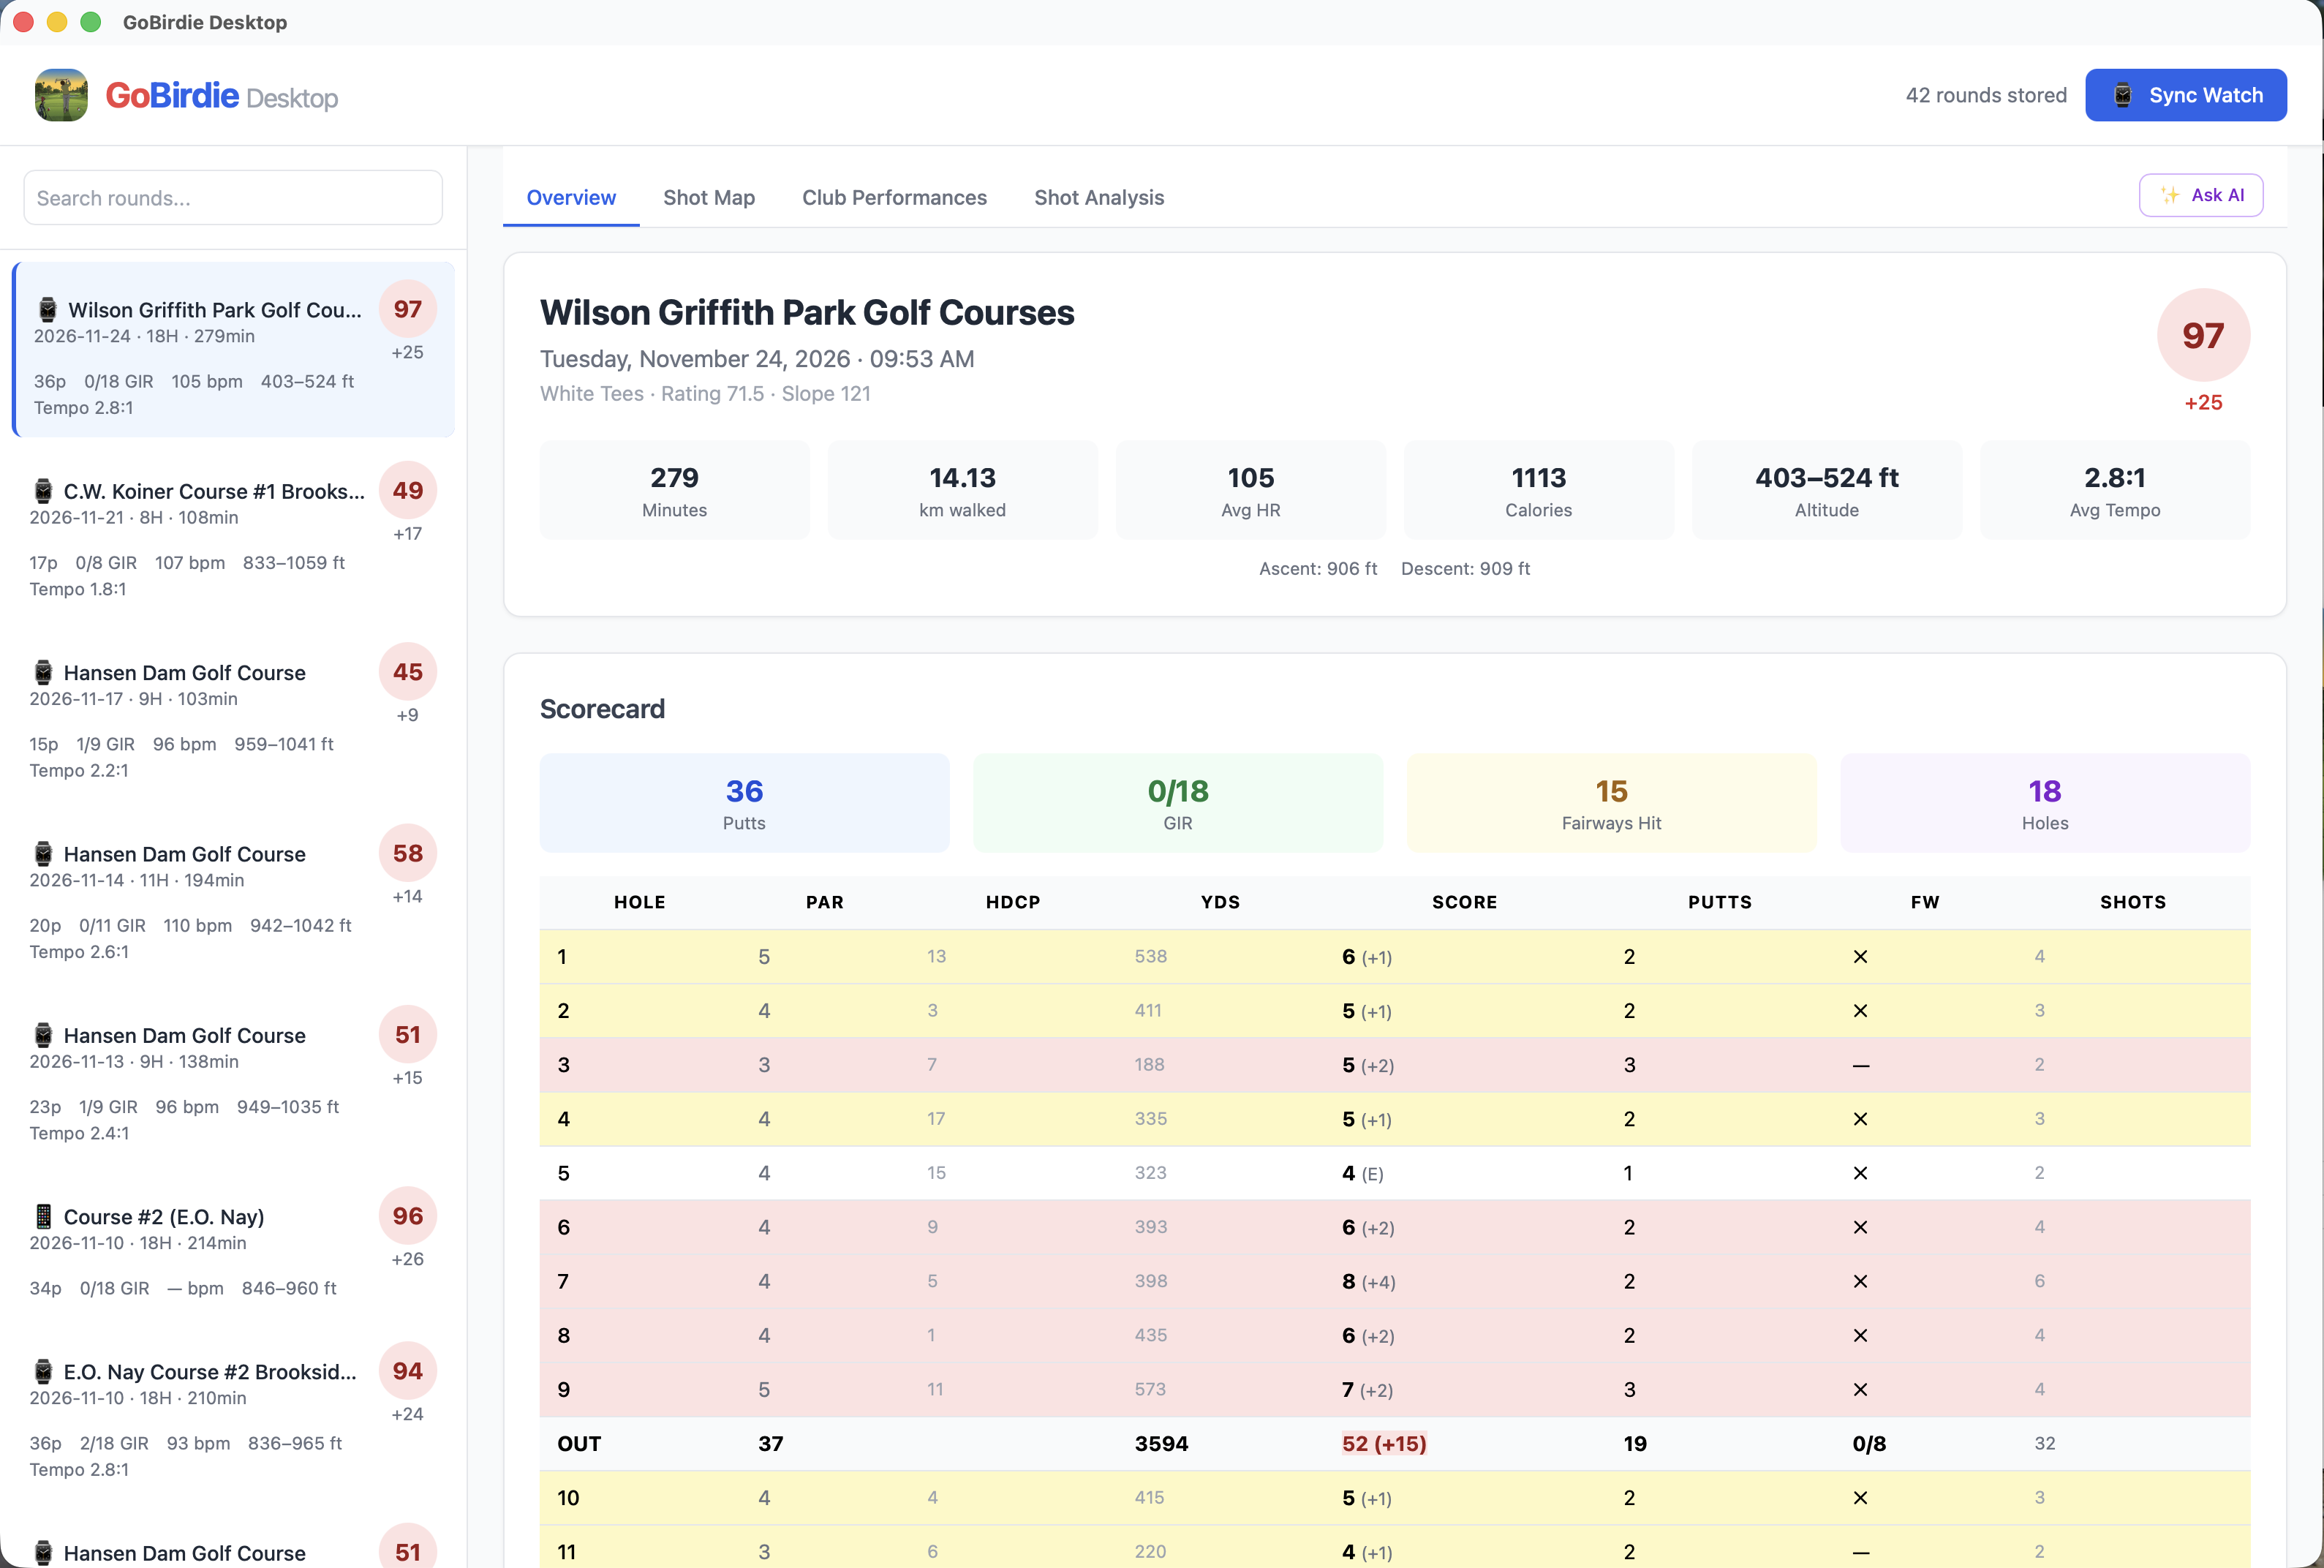 GoBirdie Desktop
GoBirdie Desktop
42 rounds stored
Sync Watch
Search rounds...
Wilson Griffith Park Golf Cou...
97
2026-11-24 · 18H · 279min
+25
36p 0/18 GIR 105 bpm 403–524 ft
Tempo 2.8:1
C.W. Koiner Course #1 Brooks...
49
2026-11-21 · 8H · 108min
+17
17p 0/8 GIR 107 bpm 833–1059 ft
Tempo 1.8:1
Hansen Dam Golf Course
45
2026-11-17 · 9H · 103min
+9
15p 1/9 GIR 96 bpm 959–1041 ft
Tempo 2.2:1
Hansen Dam Golf Course
58
2026-11-14 · 11H · 194min
+14
20p 0/11 GIR 110 bpm 942–1042 ft
Tempo 2.6:1
Hansen Dam Golf Course
51
2026-11-13 · 9H · 138min
+15
23p 1/9 GIR 96 bpm 949–1035 ft
Tempo 2.4:1
Course #2 (E.O. Nay)
96
2026-11-10 · 18H · 214min
+26
34p 0/18 GIR — bpm 846–960 ft
E.O. Nay Course #2 Brooksid...
94
2026-11-10 · 18H · 210min
+24
36p 2/18 GIR 93 bpm 836–965 ft
Tempo 2.8:1
Hansen Dam Golf Course
51
Overview Shot Map Club Performances Shot Analysis
Ask AI
Wilson Griffith Park Golf Courses
Tuesday, November 24, 2026 · 09:53 AM
White Tees · Rating 71.5 · Slope 121
97
+25
279 14.13 105 1113 403–524 ft 2.8:1
Minutes km walked Avg HR Calories Altitude Avg Tempo
Ascent: 906 ft Descent: 909 ft
Scorecard
36 0/18 15 18
Putts GIR Fairways Hit Holes
HOLE PAR HDCP YDS SCORE PUTTS FW SHOTS
1 5 13 538 6 (+1) 2 × 4
2 4 3 411 5 (+1) 2 × 3
3 3 7 188 5 (+2) 3 — 2
4 4 17 335 5 (+1) 2 × 3
5 4 15 323 4 (E) 1 × 2
6 4 9 393 6 (+2) 2 × 4
7 4 5 398 8 (+4) 2 × 6
8 4 1 435 6 (+2) 2 × 4
9 5 11 573 7 (+2) 3 × 4
OUT 37 3594 52 (+15) 19 0/8 32
10 4 4 415 5 (+1) 2 × 3
11 3 6 220 4 (+1) 2 — 2